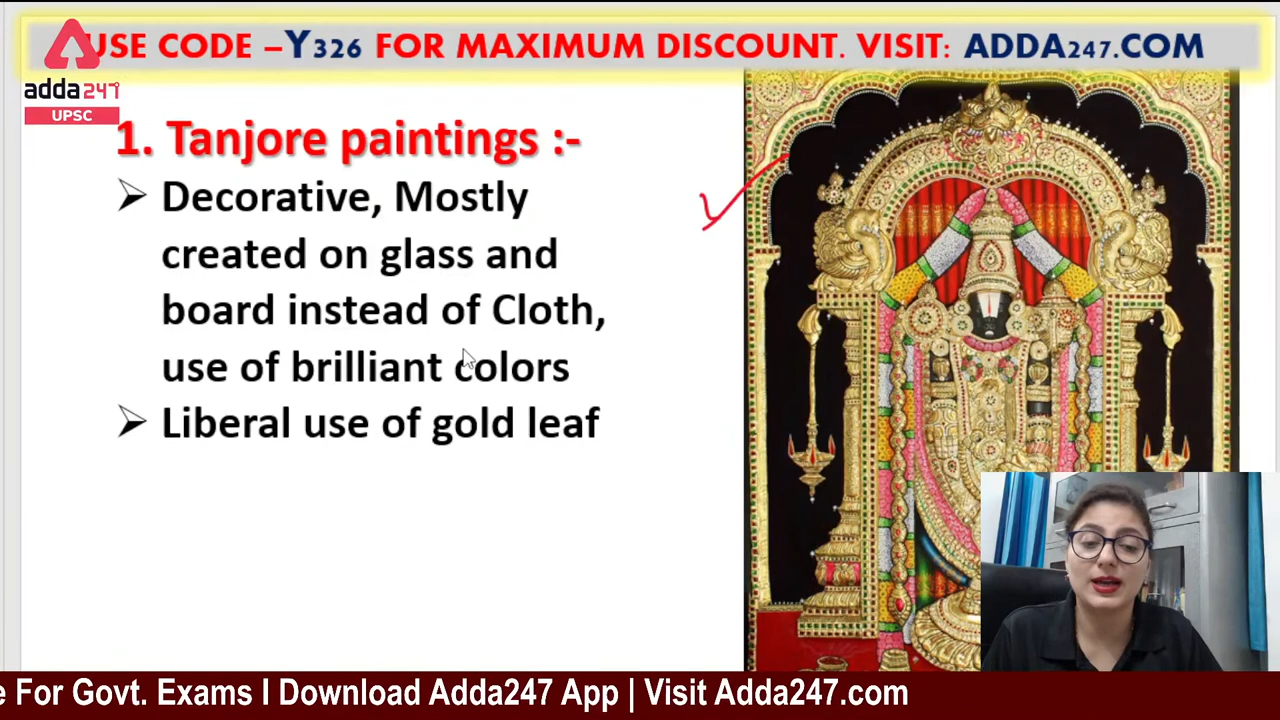 USE CODE –Y326 FOR MAXIMUM DISCOUNT. VISIT: ADDA247.COM
adda247
UPSC
1. Tanjore paintings :-
Decorative, Mostly
created on glass and
board instead of Cloth,
use of brilliant colors
Liberal use of gold leaf
e For Govt. Exams I Download Adda247 App | Visit Adda247.com